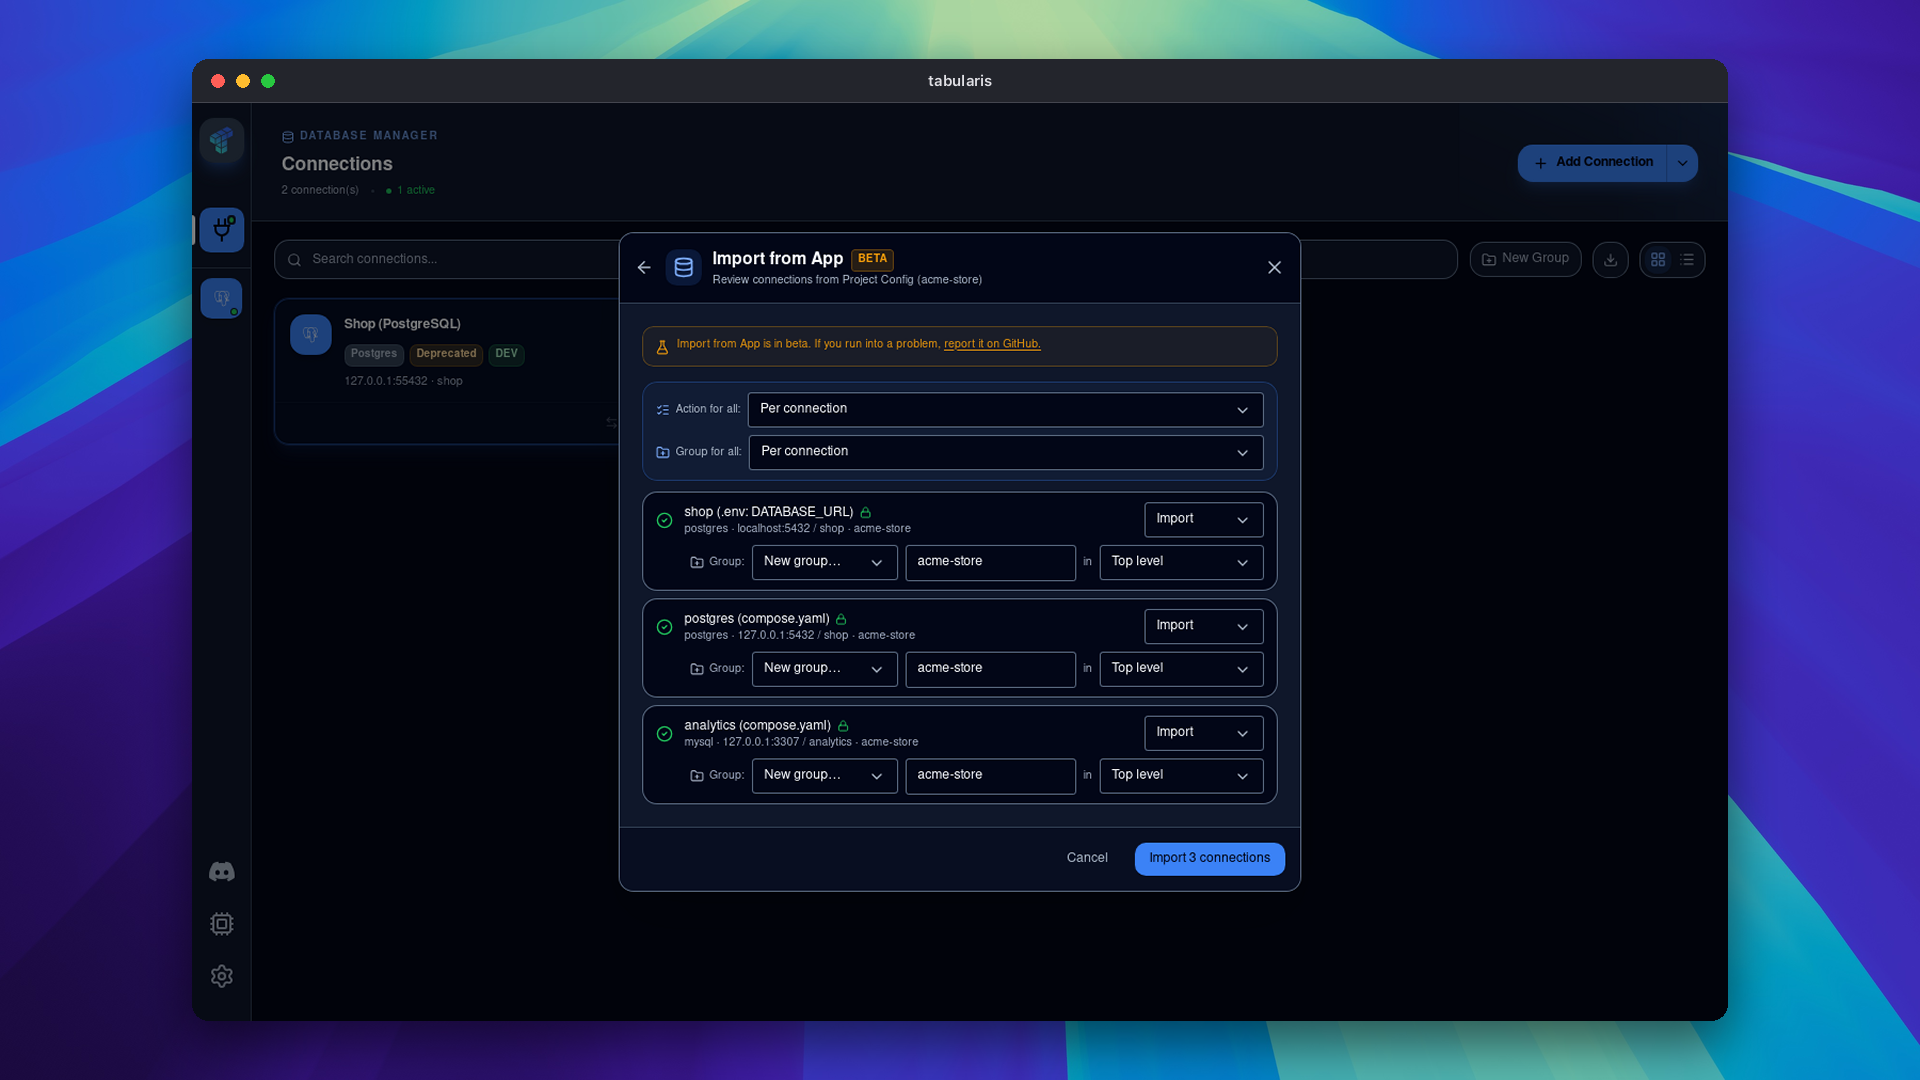 tabularis
DATABASE MANAGER
Connections
2 connection(s) · 1 active
Add Connection
Search connections...
New Group
Shop (PostgreSQL)
Postgres Deprecated DEV
127.0.0.1:55432 · shop
Import from App BETA
Review connections from Project Config (acme-store)
Import from App is in beta. If you run into a problem, report it on GitHub.
Action for all: Per connection
Group for all: Per connection
shop (.env: DATABASE_URL) Import
postgres · localhost:5432 / shop · acme-store
Group: New group... acme-store in Top level
postgres (compose.yaml) Import
postgres · 127.0.0.1:5432 / shop · acme-store
Group: New group... acme-store in Top level
analytics (compose.yaml) Import
mysql · 127.0.0.1:3307 / analytics · acme-store
Group: New group... acme-store in Top level
Cancel Import 3 connections